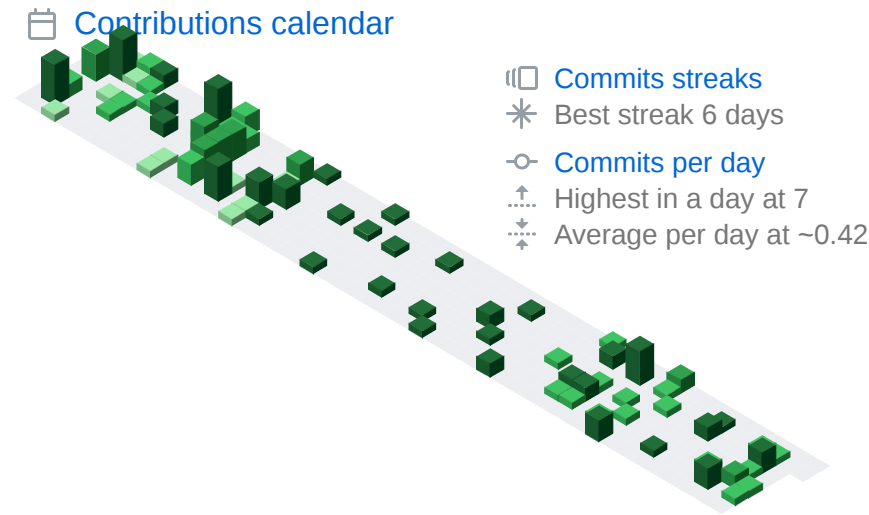 Contributions calendar
Commits streaks
Best streak 6 days
Commits per day
Highest in a day at 7
Average per day at ~0.42